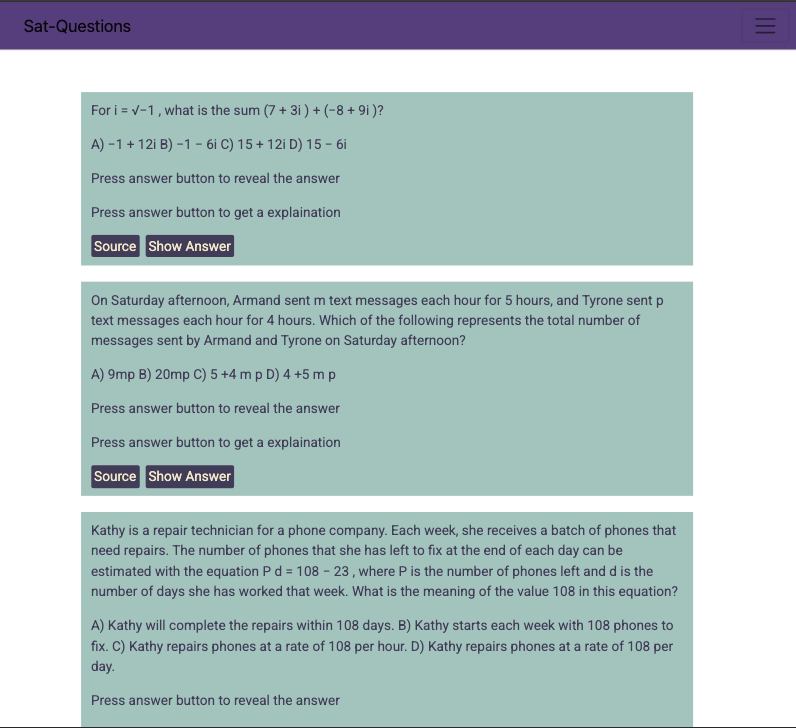 Sat-Questions
For i = √−1 , what is the sum (7 + 3i ) + (−8 + 9i )?
A) −1 + 12i B) −1 − 6i C) 15 + 12i D) 15 − 6i
Press answer button to reveal the answer
Press answer button to get a explaination
Source Show Answer
On Saturday afternoon, Armand sent m text messages each hour for 5 hours, and Tyrone sent p
text messages each hour for 4 hours. Which of the following represents the total number of
messages sent by Armand and Tyrone on Saturday afternoon?
A) 9mp B) 20mp C) 5 +4 m p D) 4 +5 m p
Press answer button to reveal the answer
Press answer button to get a explaination
Source Show Answer
Kathy is a repair technician for a phone company. Each week, she receives a batch of phones that
need repairs. The number of phones that she has left to fix at the end of each day can be
estimated with the equation P d = 108 − 23 , where P is the number of phones left and d is the
number of days she has worked that week. What is the meaning of the value 108 in this equation?
A) Kathy will complete the repairs within 108 days. B) Kathy starts each week with 108 phones to
fix. C) Kathy repairs phones at a rate of 108 per hour. D) Kathy repairs phones at a rate of 108 per
day.
Press answer button to reveal the answer